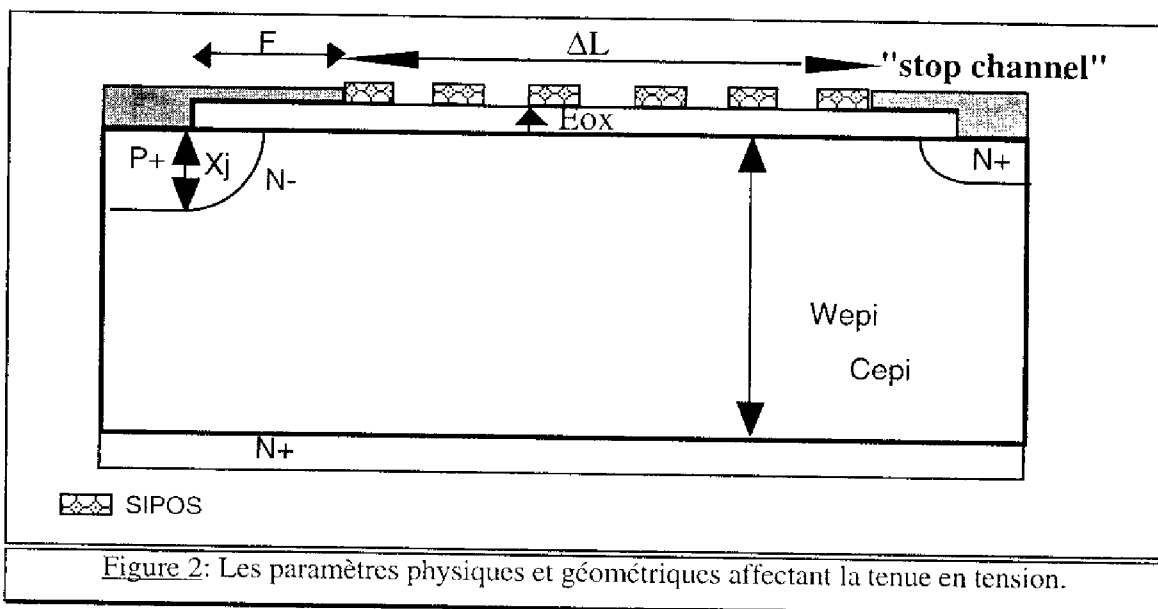 F
ΔL
"stop channel"
Eox
P+
Xj
N-
N+
Wepi
Cepi
N+
SIPOS
Figure 2: Les paramètres physiques et géométriques affectant la tenue en tension.